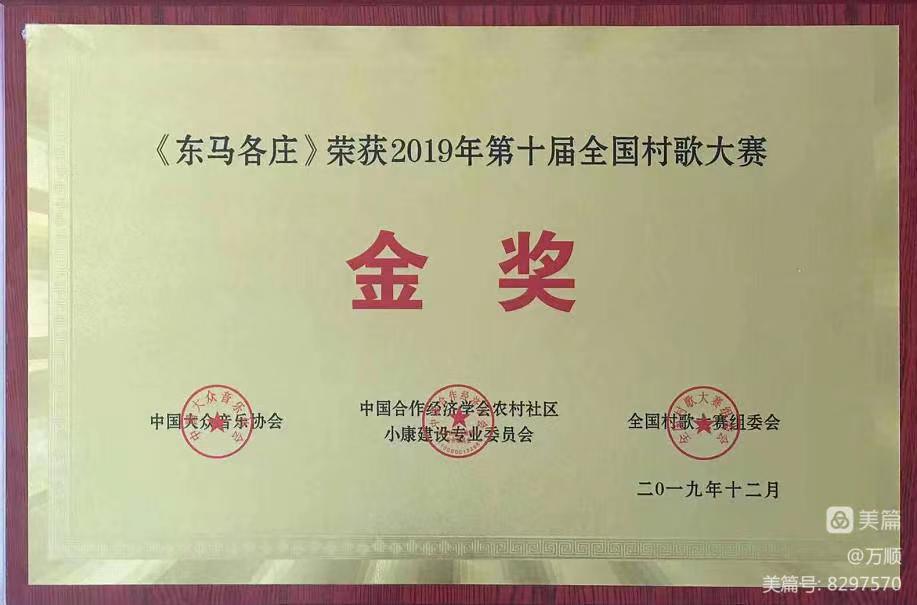 《东马各庄》荣获2019年第十届全国村歌大赛
金奖
中国大众音乐协会
中国合作经济学会农村社区
小康建设专业委员会
全国村歌大赛组委会
二〇一九年十二月
美篇
@万顺
美篇号: 8297570